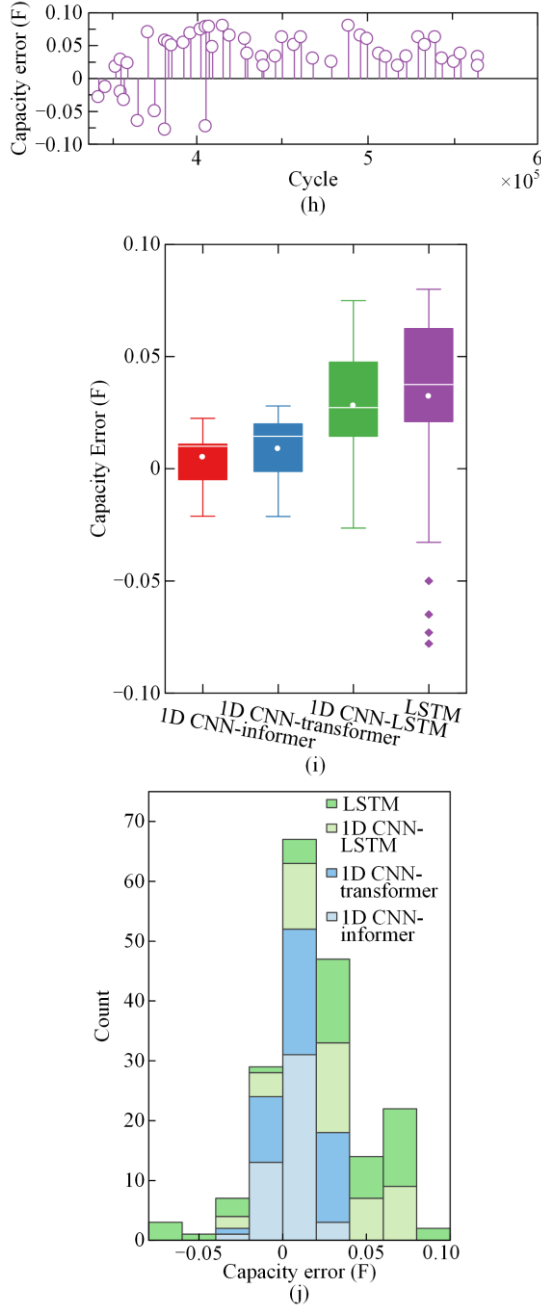 Capacity error (F)
0.10
0.05
0
−0.05
−0.10
4
5
6
Cycle
×10⁵
(h)
Capacity Error (F)
0.10
0.05
0
−0.05
−0.10
1D CNN-informer
1D CNN-transformer
1D CNN-LSTM
LSTM
(i)
Count
70
60
50
40
30
20
10
0
LSTM
1D CNN-
LSTM
1D CNN-
transformer
1D CNN-
informer
−0.05
0
0.05
0.10
Capacity error (F)
(j)